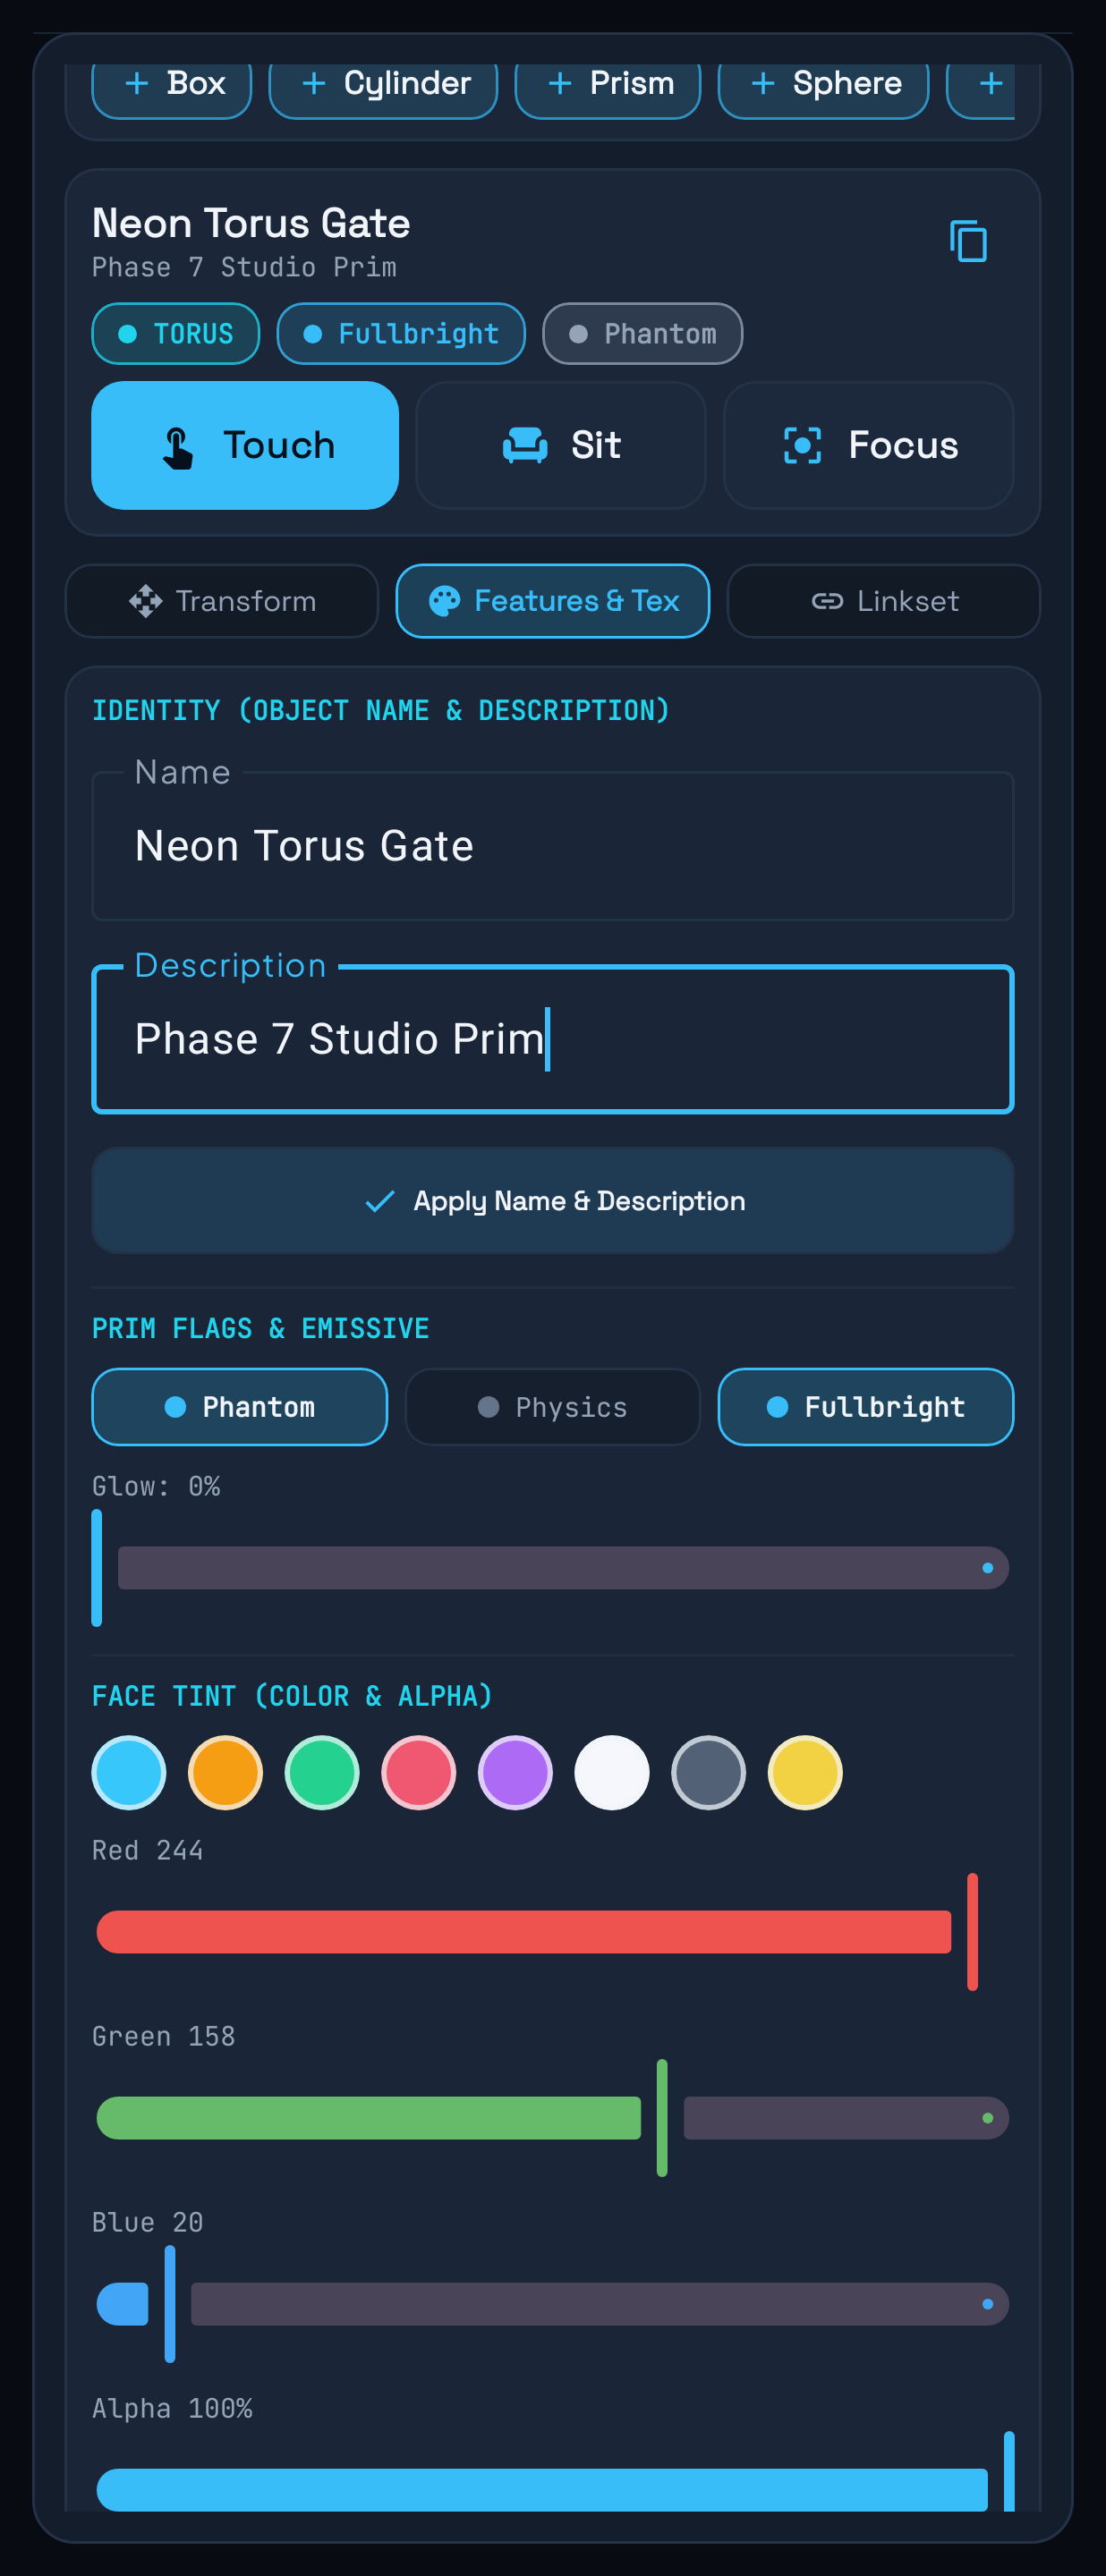 + Box + Cylinder + Prism + Sphere +
Neon Torus Gate
Phase 7 Studio Prim
TORUS Fullbright Phantom
Touch Sit Focus
Transform Features & Tex Linkset
IDENTITY (OBJECT NAME & DESCRIPTION)
Name
Neon Torus Gate
Description
Phase 7 Studio Prim
Apply Name & Description
PRIM FLAGS & EMISSIVE
Phantom Physics Fullbright
Glow: 0%
FACE TINT (COLOR & ALPHA)
Red 244
Green 158
Blue 20
Alpha 100%